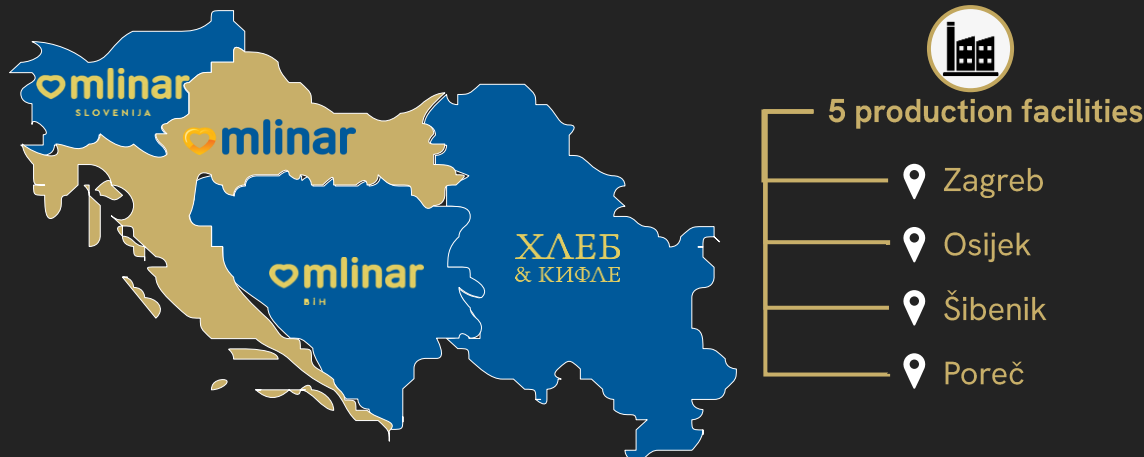 mlinar
SLOVENIJA
mlinar
mlinar
BIH
ХЛЕБ
& КИФЛЕ
5 production facilities
Zagreb
Osijek
Šibenik
Poreč